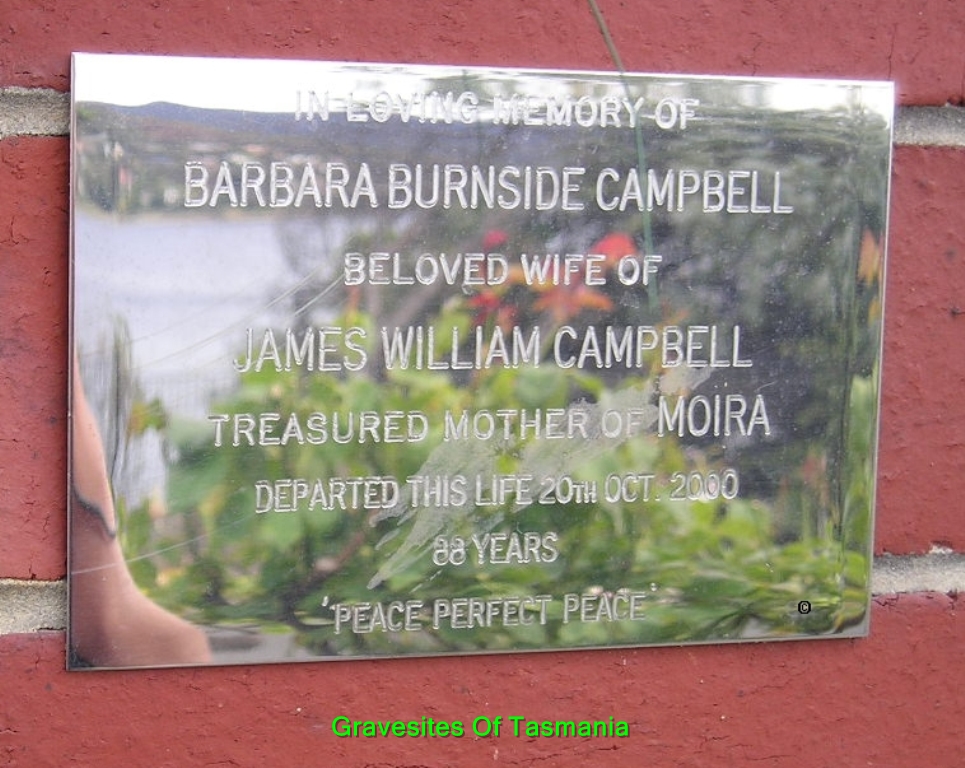 IN LOVING MEMORY OF
BARBARA BURNSIDE CAMPBELL
BELOVED WIFE OF
JAMES WILLIAM CAMPBELL
TREASURED MOTHER OF MOIRA
DEPARTED THIS LIFE 20TH OCT. 2000
88 YEARS
'PEACE PERFECT PEACE'
©
Gravesites Of Tasmania